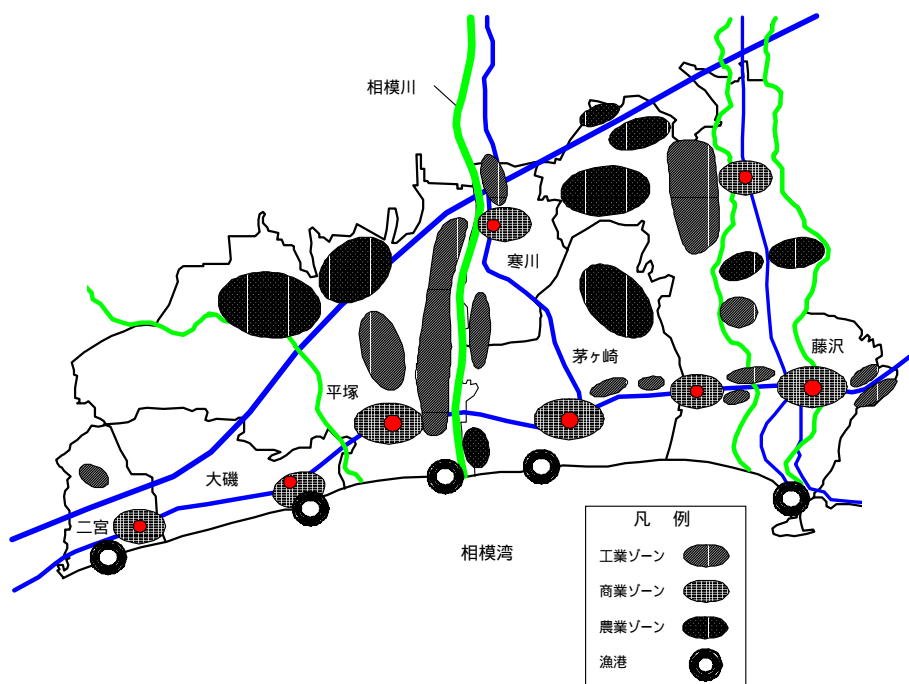 相模川
寒川
茅ヶ崎
藤沢
平塚
大磯
二宮
相模湾
凡 例
工業ゾーン
商業ゾーン
農業ゾーン
漁港